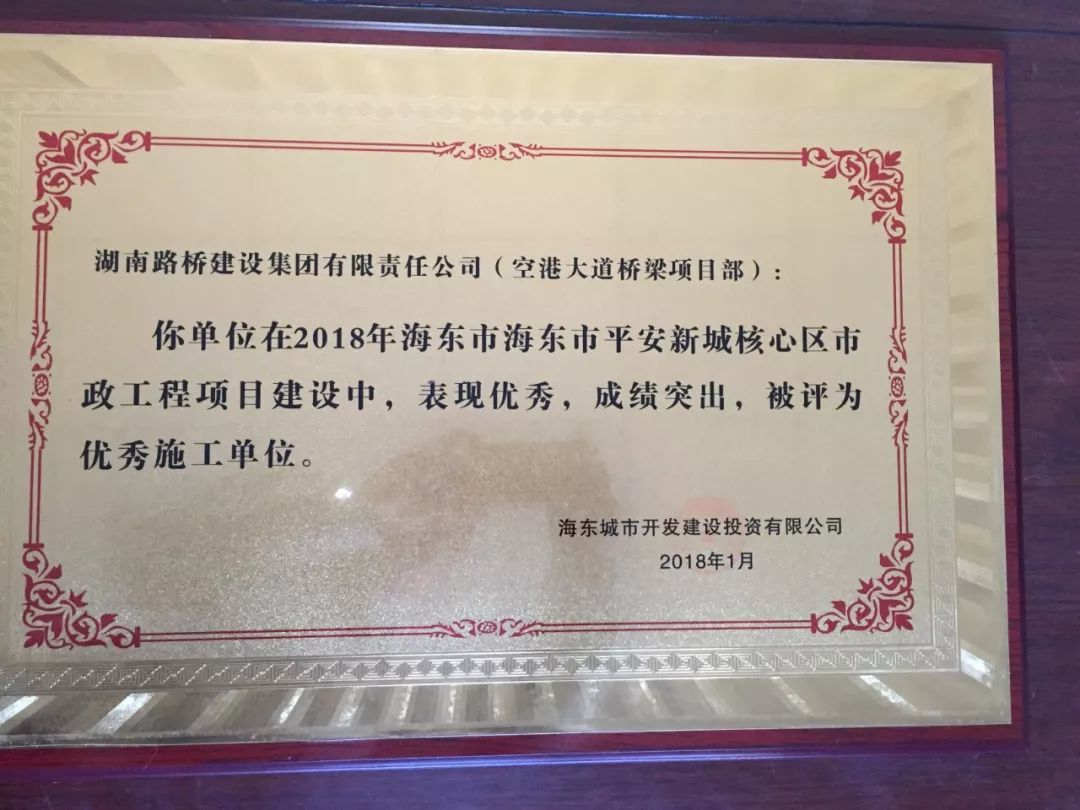 湖南路桥建设集团有限责任公司（空港大道桥梁项目部）：
你单位在2018年海东市海东市平安新城核心区市
政工程项目建设中，表现优秀，成绩突出，被评为
优秀施工单位。
海东城市开发建设投资有限公司
2018年1月